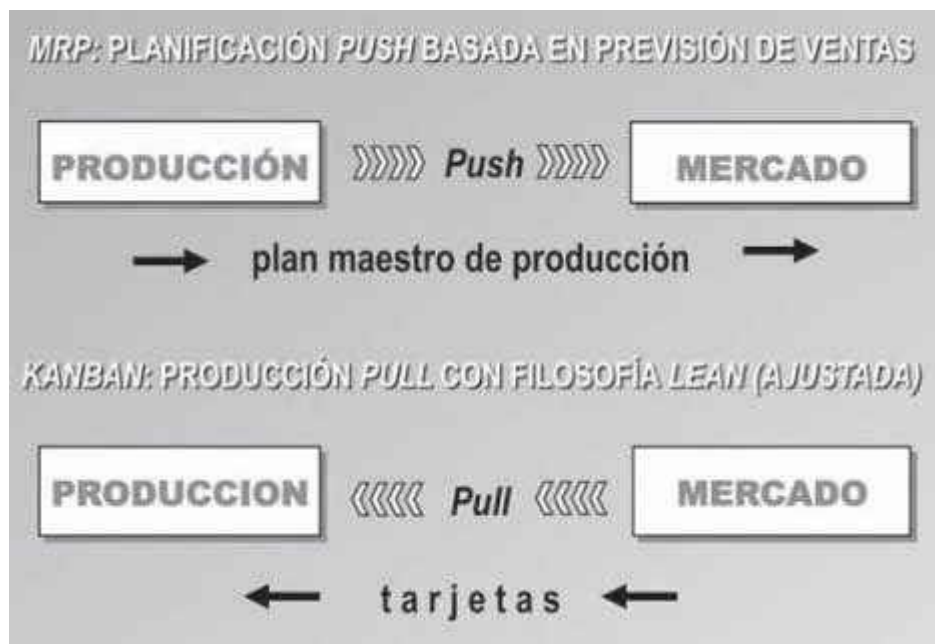 MRP: PLANIFICACIÓN PUSH BASADA EN PREVISIÓN DE VENTAS
PRODUCCIÓN Push MERCADO
plan maestro de producción
KANBAN: PRODUCCIÓN PULL CON FILOSOFÍA LEAN (AJUSTADA)
PRODUCCION Pull MERCADO
tarjetas